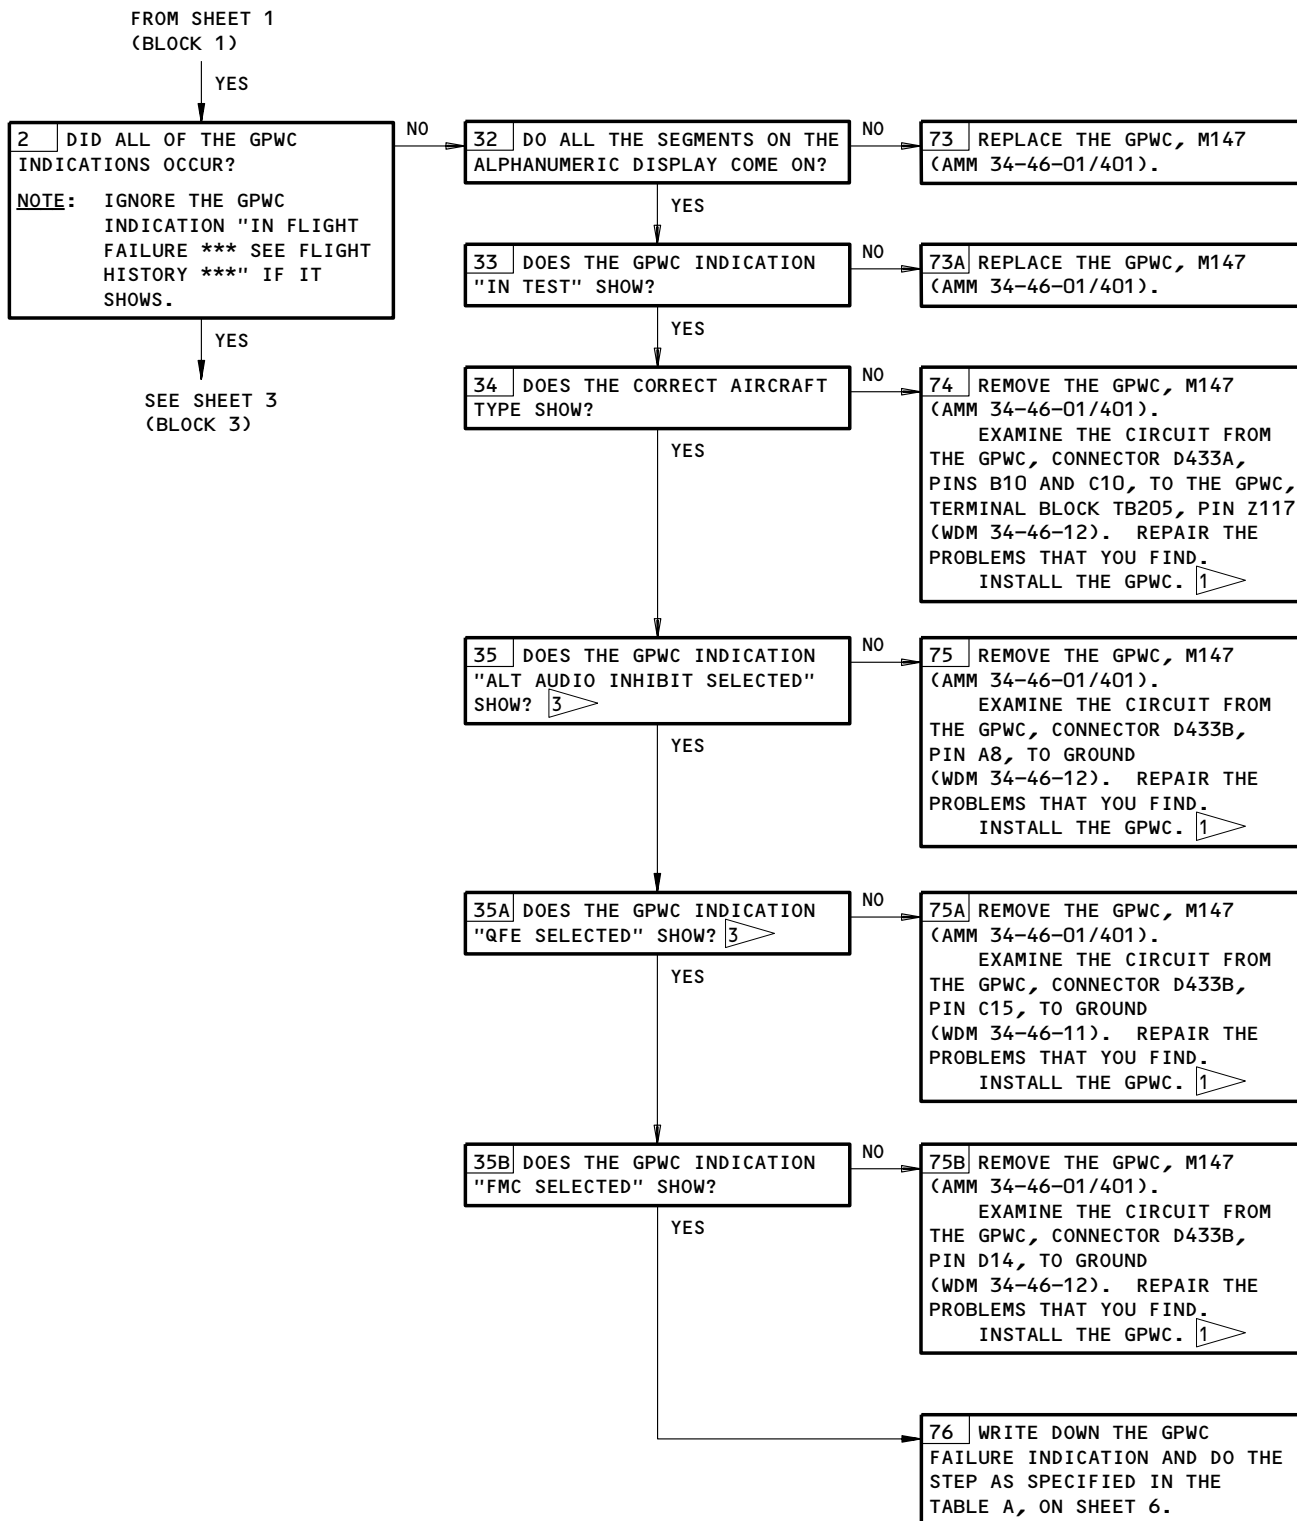 FROM SHEET 1
(BLOCK 1)
YES
2 DID ALL OF THE GPWC
INDICATIONS OCCUR?
NOTE: IGNORE THE GPWC
INDICATION "IN FLIGHT
FAILURE *** SEE FLIGHT
HISTORY ***" IF IT
SHOWS.
NO
YES
SEE SHEET 3
(BLOCK 3)
32 DO ALL THE SEGMENTS ON THE
ALPHANUMERIC DISPLAY COME ON?
NO
73 REPLACE THE GPWC, M147
(AMM 34-46-01/401).
YES
33 DOES THE GPWC INDICATION
"IN TEST" SHOW?
NO
73A REPLACE THE GPWC, M147
(AMM 34-46-01/401).
YES
34 DOES THE CORRECT AIRCRAFT
TYPE SHOW?
NO
74 REMOVE THE GPWC, M147
(AMM 34-46-01/401).
EXAMINE THE CIRCUIT FROM
THE GPWC, CONNECTOR D433A,
PINS B10 AND C10, TO THE GPWC,
TERMINAL BLOCK TB205, PIN Z117
(WDM 34-46-12). REPAIR THE
PROBLEMS THAT YOU FIND.
INSTALL THE GPWC. 1
YES
35 DOES THE GPWC INDICATION
"ALT AUDIO INHIBIT SELECTED"
SHOW? 3
NO
75 REMOVE THE GPWC, M147
(AMM 34-46-01/401).
EXAMINE THE CIRCUIT FROM
THE GPWC, CONNECTOR D433B,
PIN A8, TO GROUND
(WDM 34-46-12). REPAIR THE
PROBLEMS THAT YOU FIND.
INSTALL THE GPWC. 1
YES
35A DOES THE GPWC INDICATION
"QFE SELECTED" SHOW? 3
NO
75A REMOVE THE GPWC, M147
(AMM 34-46-01/401).
EXAMINE THE CIRCUIT FROM
THE GPWC, CONNECTOR D433B,
PIN C15, TO GROUND
(WDM 34-46-11). REPAIR THE
PROBLEMS THAT YOU FIND.
INSTALL THE GPWC. 1
YES
35B DOES THE GPWC INDICATION
"FMC SELECTED" SHOW?
NO
75B REMOVE THE GPWC, M147
(AMM 34-46-01/401).
EXAMINE THE CIRCUIT FROM
THE GPWC, CONNECTOR D433B,
PIN D14, TO GROUND
(WDM 34-46-12). REPAIR THE
PROBLEMS THAT YOU FIND.
INSTALL THE GPWC. 1
YES
76 WRITE DOWN THE GPWC
FAILURE INDICATION AND DO THE
STEP AS SPECIFIED IN THE
TABLE A, ON SHEET 6.